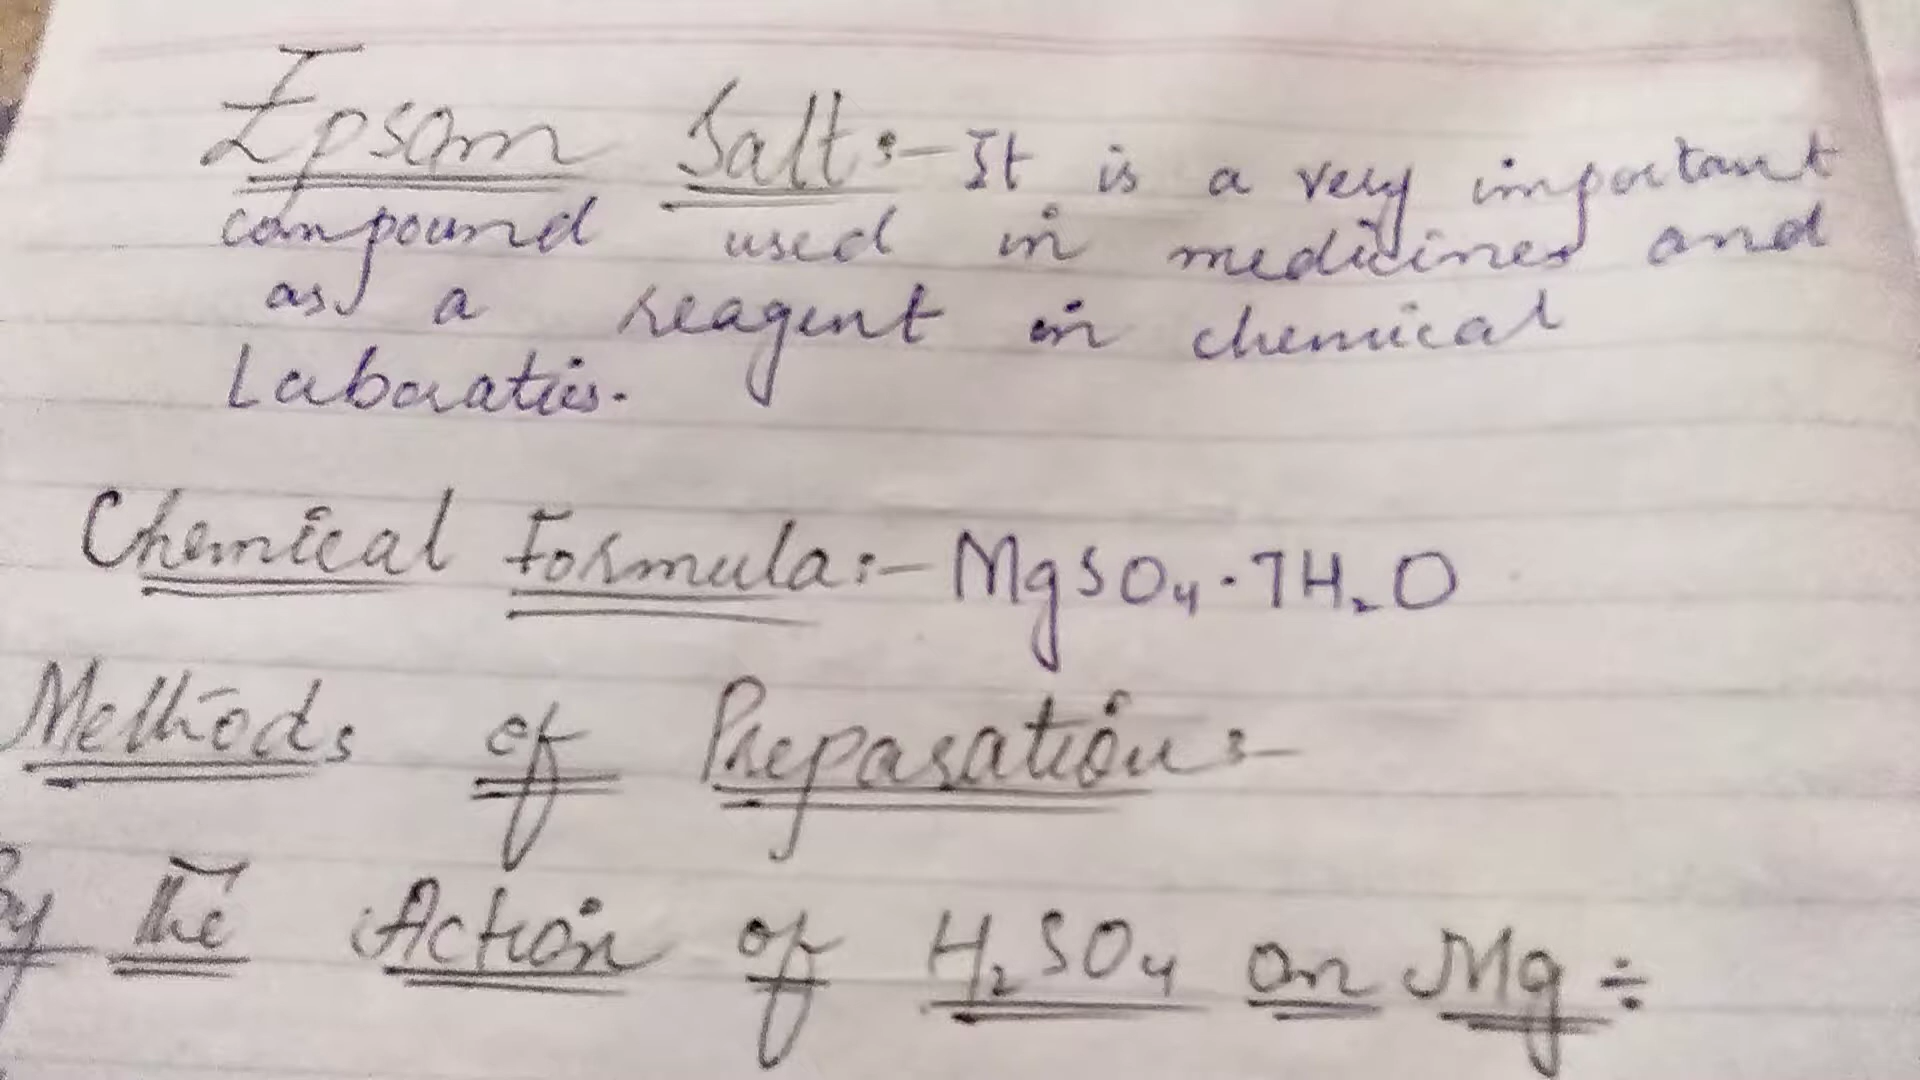 Epsom Salt:- It is a very important
compound used in medicines and
as a reagent in chemical
Laboraties.
Chemical Formula:- MgSO₄·7H₂O
Methods of Preparation:-
By The Action of H₂SO₄ on Mg ÷